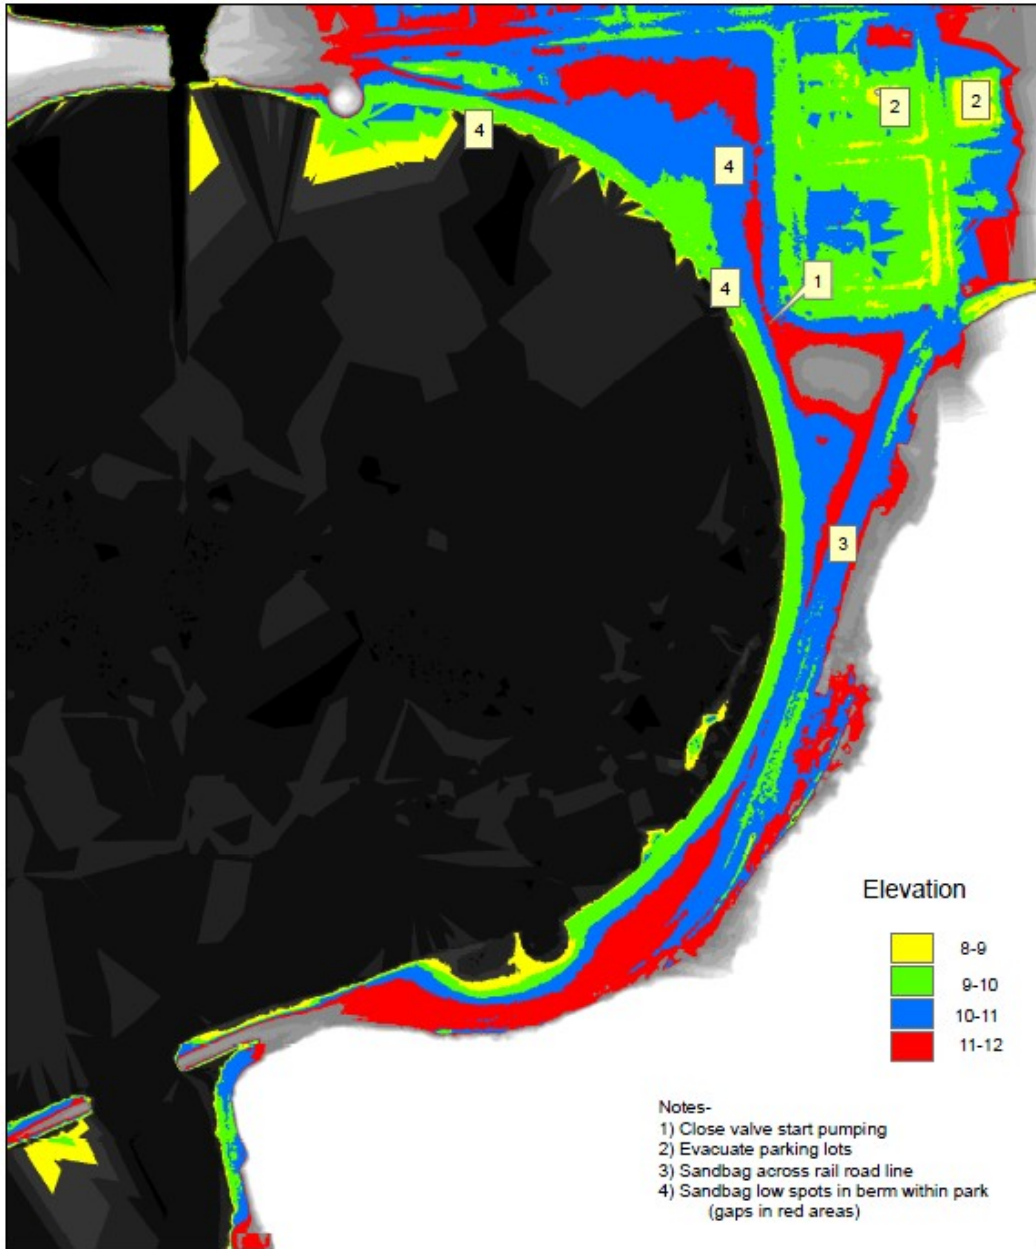 4
2
2
4
4
1
3
Elevation
8-9
9-10
10-11
11-12
Notes-
1) Close valve start pumping
2) Evacuate parking lots
3) Sandbag across rail road line
4) Sandbag low spots in berm within park
(gaps in red areas)